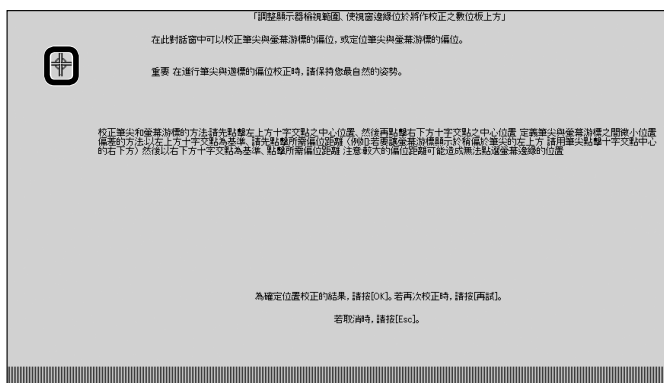 「調整顯示器檢視範圍、使視窗邊緣位於將作校正之數位板上方」
在此對話窗中可以校正筆尖與螢幕游標的偏位, 或定位筆尖與螢幕游標的偏位。
重要 在進行筆尖與遊標的偏位校正時, 請保持您最自然的姿勢。
校正筆尖和螢幕游標的方法:請先點擊左上方十字交點之中心位置、然後再點擊右下方十字交點之中心位置 定義筆尖與螢幕游標之間微小位置
偏差的方法:以左上方十字交點為基準、請先點擊所需偏位距離 (例如:若要讓螢幕游標顯示於稍偏於筆尖的左上方 請用筆尖點擊十字交點中心
的右下方) 然後以右下方十字交點為基準、點擊所需偏位距離 注意:較大的偏位距離可能造成無法點選螢幕邊緣的位置
為確定位置校正的結果, 請按[OK]。若再次校正時, 請按[再試]。
若取消時, 請按[Esc]。